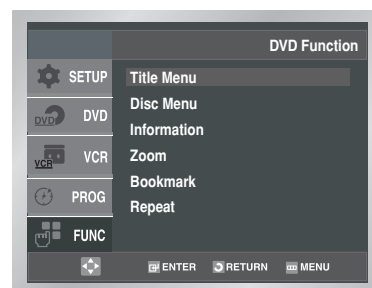 DVD Function
SETUP
DVD DVD
VCR VCR
PROG
FUNC
Title Menu
Disc Menu
Information
Zoom
Bookmark
Repeat
ENTER RETURN MENU